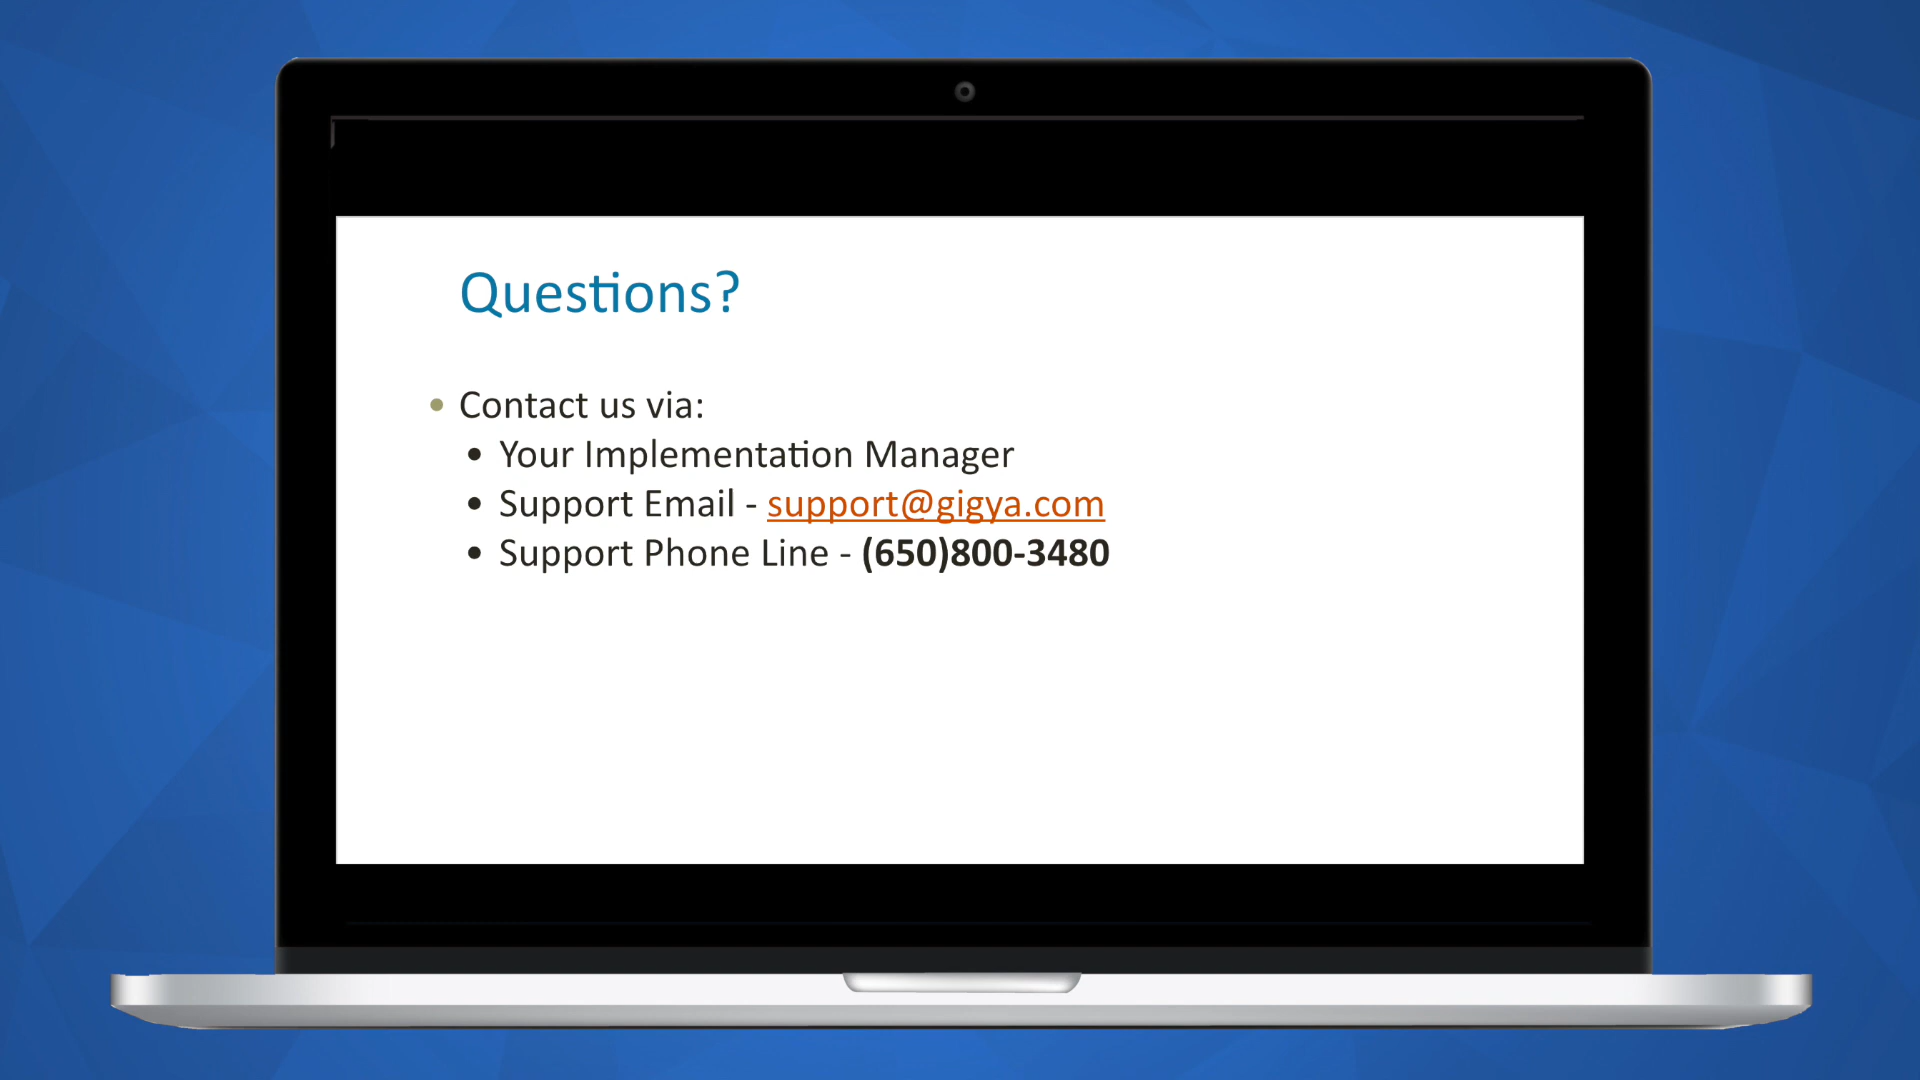 Questions?
• Contact us via:
• Your Implementation Manager
• Support Email - support@gigya.com
• Support Phone Line - (650)800-3480